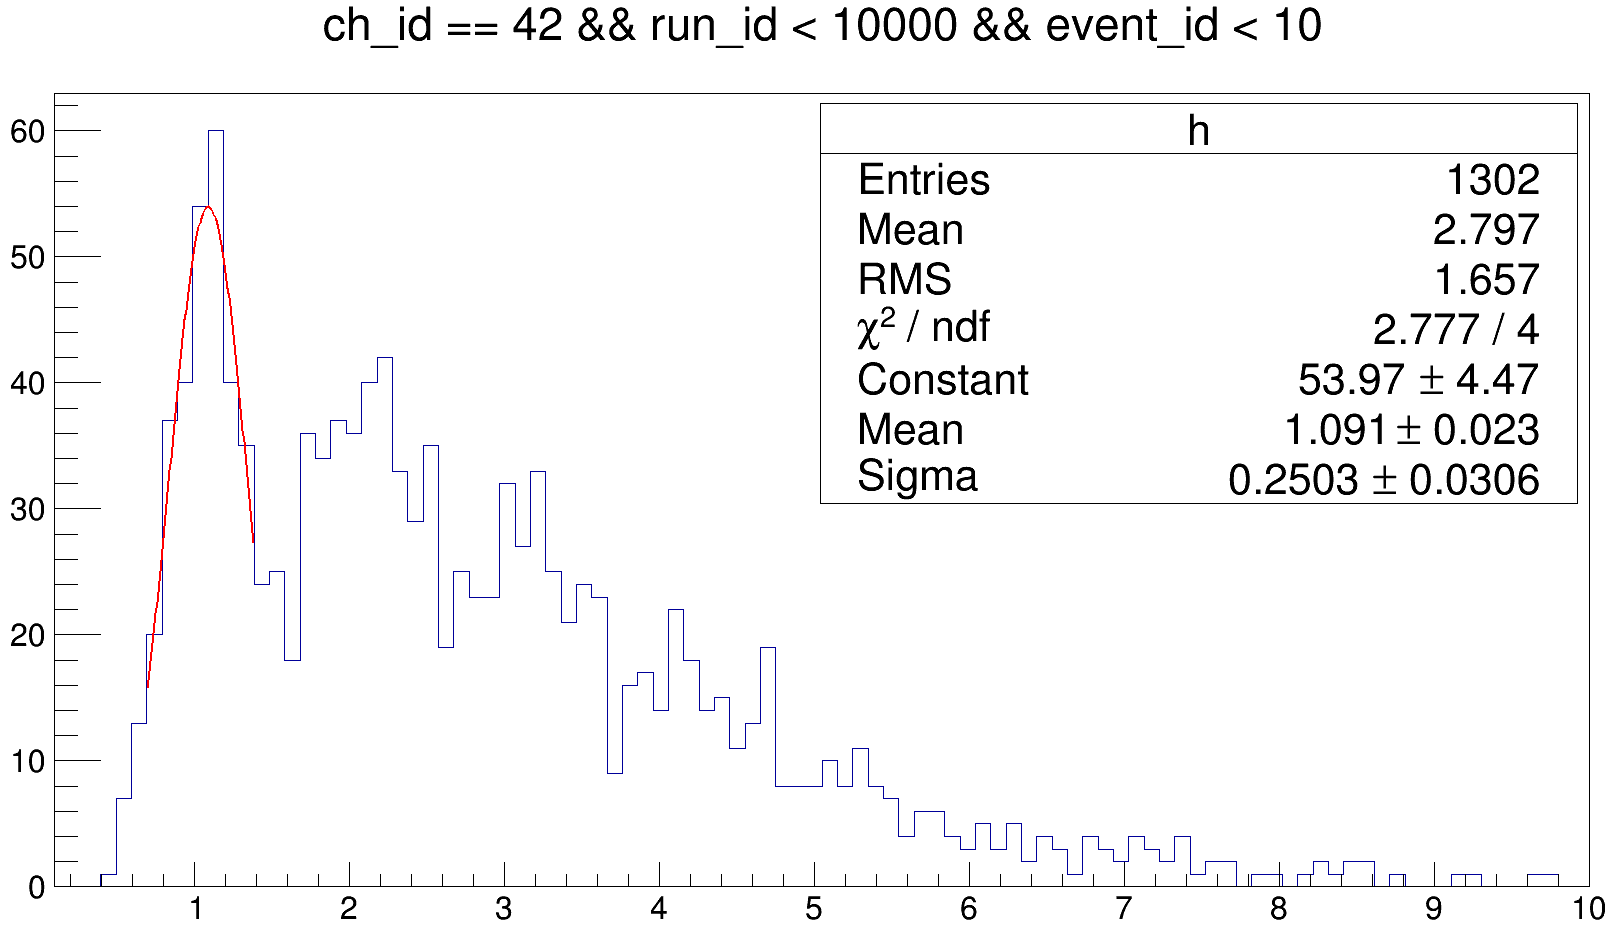 ch_id == 42 && run_id < 10000 && event_id < 10
h
Entries 1302
Mean 2.797
RMS 1.657
χ² / ndf 2.777 / 4
Constant 53.97 ± 4.47
Mean 1.091 ± 0.023
Sigma 0.2503 ± 0.0306
60
50
40
30
20
10
0
1 2 3 4 5 6 7 8 9 10